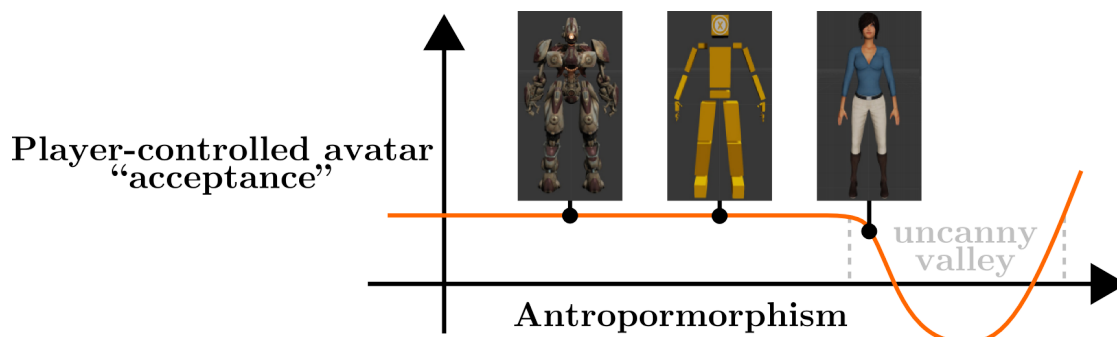 Player-controlled avatar
“acceptance”
uncanny
valley
Antropormorphism